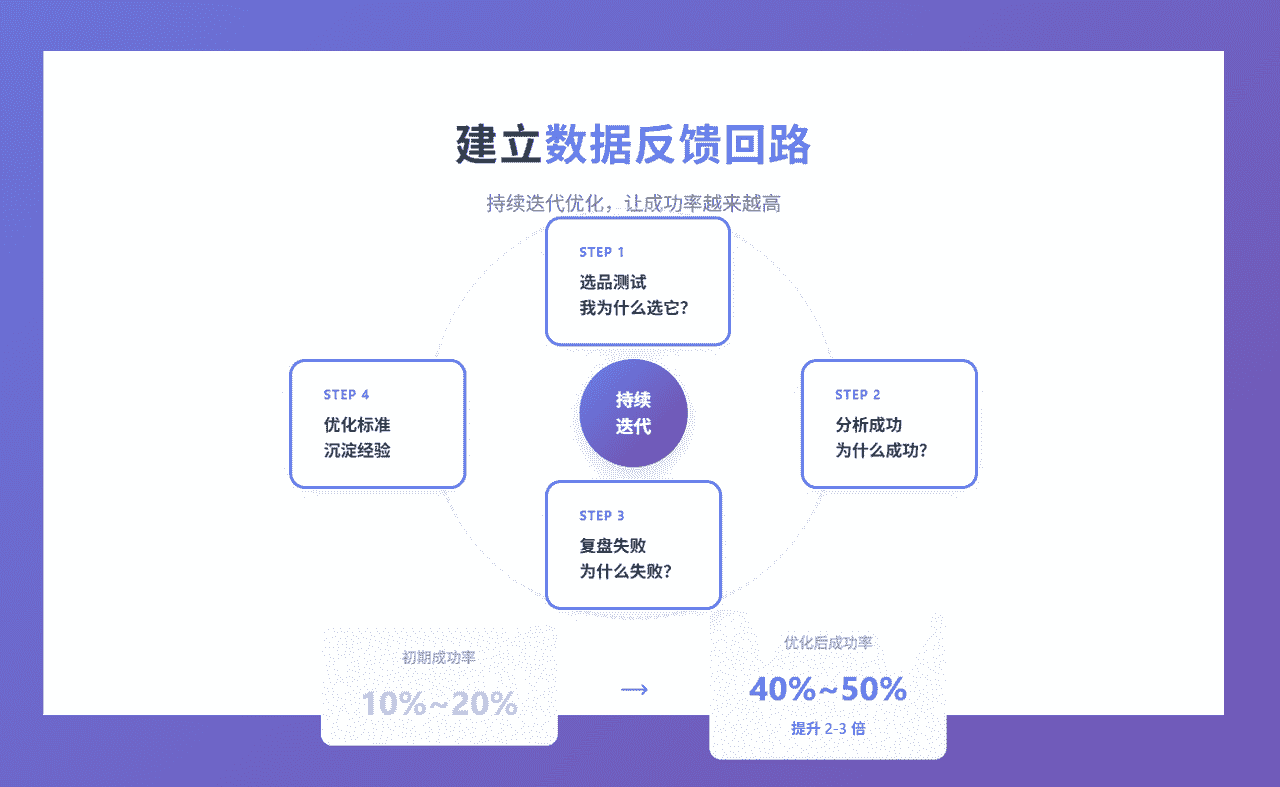 建立数据反馈回路
持续迭代优化，让成功率越来越高
STEP 1
选品测试
我为什么选它？
STEP 4
优化标准
沉淀经验
持续
迭代
STEP 2
分析成功
为什么成功？
STEP 3
复盘失败
为什么失败？
初期成功率
10%~20%
→
优化后成功率
40%~50%
提升 2-3 倍